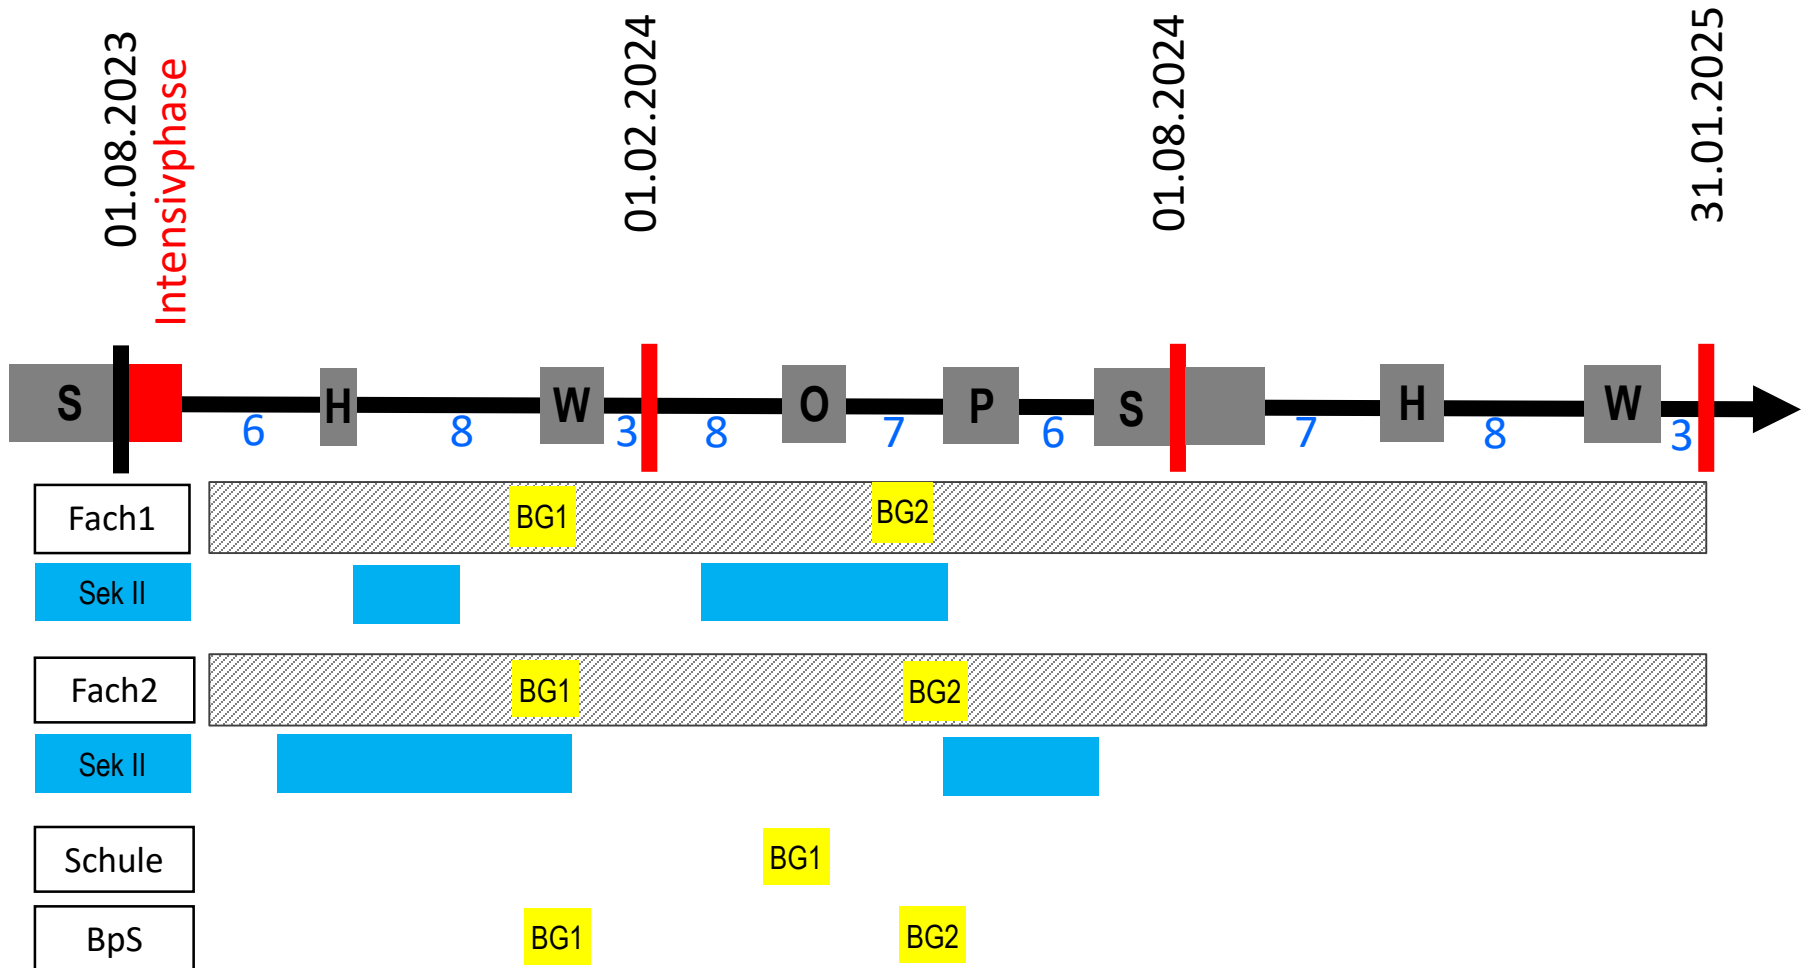 01.08.2023
Intensivphase
01.02.2024
01.08.2024
31.01.2025
S H W O P S H W
6 8 3 8 7 6 7 8 3
Fach1 BG1 BG2
Sek II
Fach2 BG1 BG2
Sek II
Schule BG1
BpS BG1 BG2